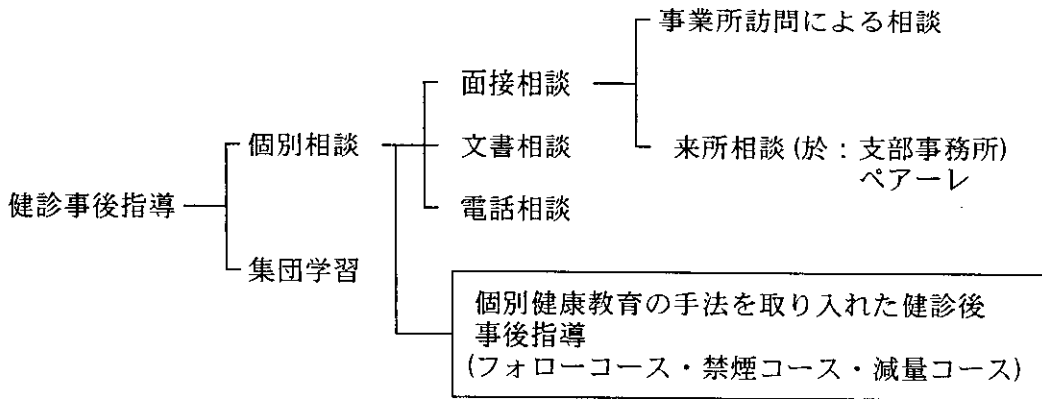 事業所訪問による相談
面接相談
個別相談
文書相談
来所相談(於：支部事務所)
ペアーレ
健診事後指導
電話相談
集団学習
個別健康教育の手法を取り入れた健診後
事後指導
(フォローコース・禁煙コース・減量コース)